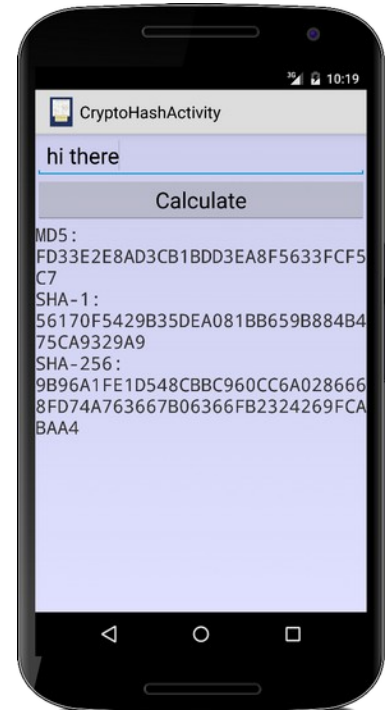 3G 10:19
CryptoHashActivity
hi there
Calculate
MD5:
FD33E2E8AD3CB1BDD3EA8F5633FCF5
C7
SHA-1:
56170F5429B35DEA081BB659B884B4
75CA9329A9
SHA-256:
9B96A1FE1D548CBBC960CC6A028666
8FD74A763667B06366FB2324269FCA
BAA4